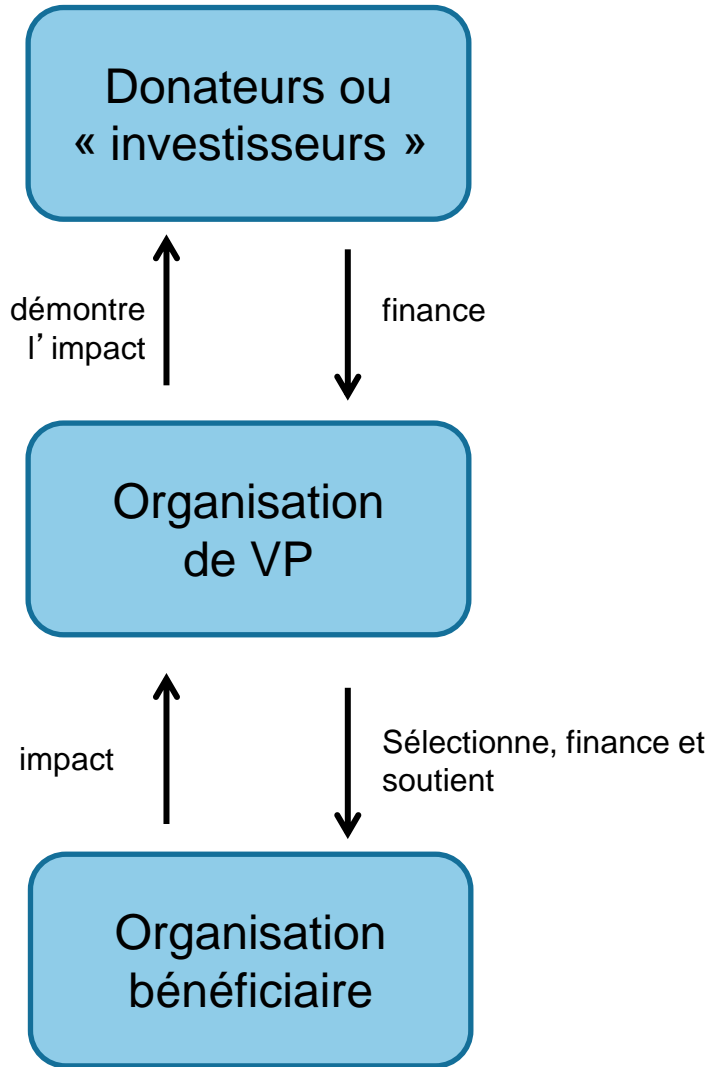 Donateurs ou
« investisseurs »
démontre
l’impact
finance
Organisation
de VP
impact
Sélectionne, finance et
soutient
Organisation
bénéficiaire